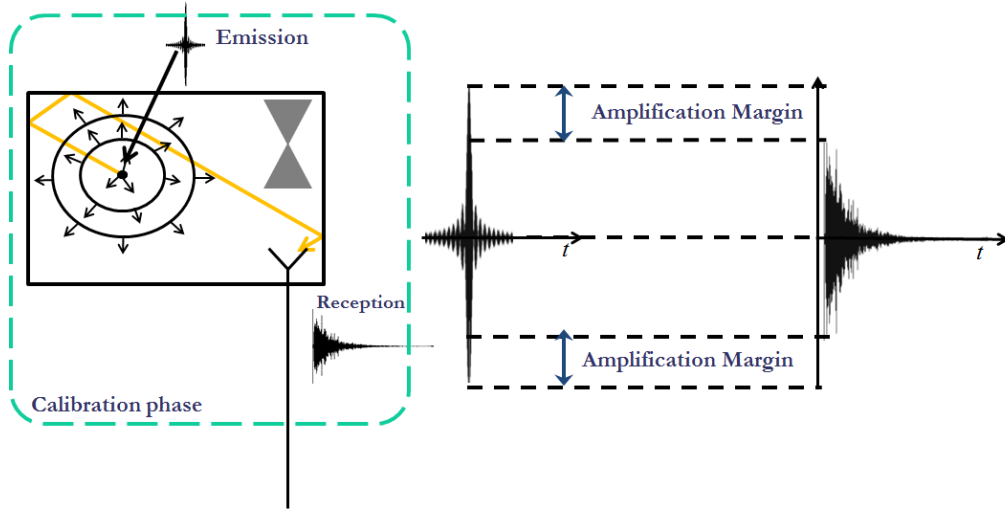 Emission
Amplification Margin
t
t
Reception
Amplification Margin
Calibration phase